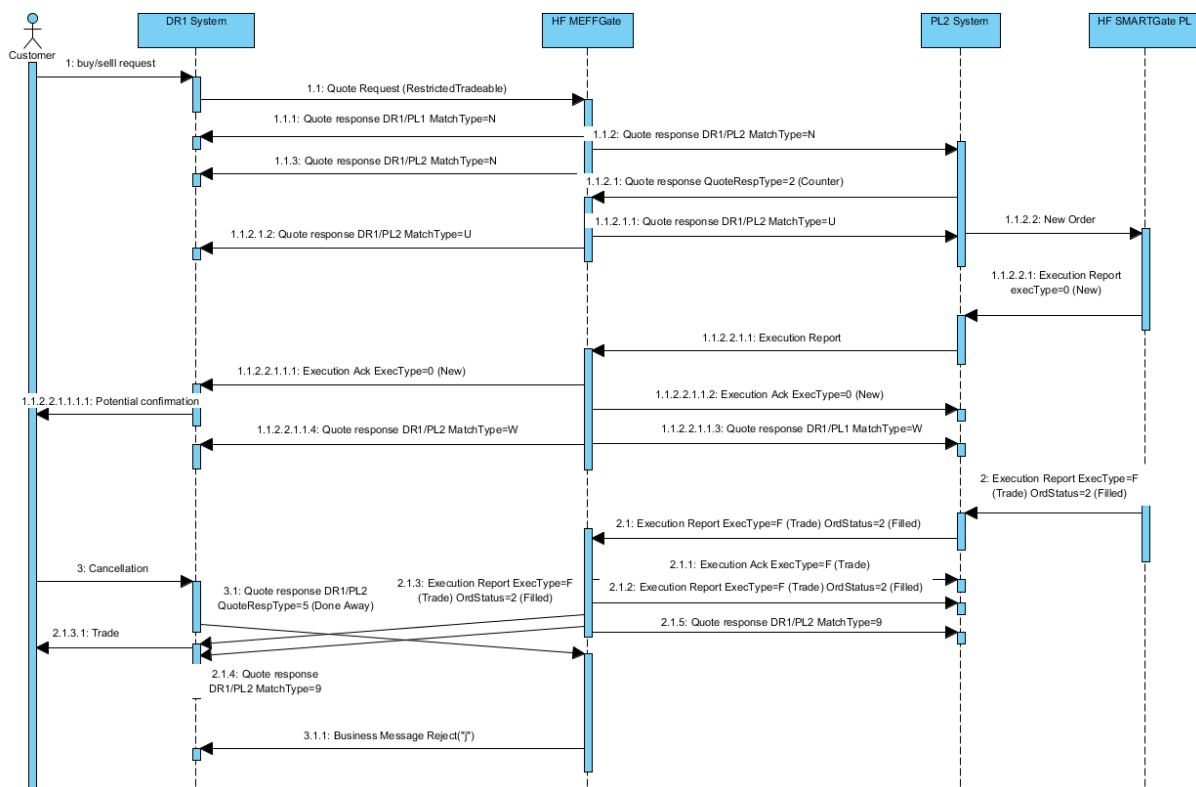 DR1 System
HF MEFFGate
PL2 System
HF SMARTGate PL
Customer
1: buy/selll request
1.1: Quote Request (RestrictedTradeable)
1.1.1: Quote response DR1/PL1 MatchType=N
1.1.2: Quote response DR1/PL2 MatchType=N
1.1.3: Quote response DR1/PL2 MatchType=N
1.1.2.1: Quote response QuoteRespType=2 (Counter)
1.1.2.1.1: Quote response DR1/PL2 MatchType=U
1.1.2.2: New Order
1.1.2.1.2: Quote response DR1/PL2 MatchType=U
1.1.2.2.1: Execution Report
execType=0 (New)
1.1.2.2.1.1: Execution Report
1.1.2.2.1.1.1: Execution Ack ExecType=0 (New)
1.1.2.2.1.1.2: Execution Ack ExecType=0 (New)
1.1.2.2.1.1.1.1: Potential confirmation
1.1.2.2.1.1.4: Quote response DR1/PL2 MatchType=W
1.1.2.2.1.1.3: Quote response DR1/PL1 MatchType=W
2: Execution Report ExecType=F
(Trade) OrdStatus=2 (Filled)
2.1: Execution Report ExecType=F (Trade) OrdStatus=2 (Filled)
3: Cancellation
2.1.1: Execution Ack ExecType=F (Trade)
3.1: Quote response DR1/PL2
QuoteRespType=5 (Done Away)
2.1.3: Execution Report ExecType=F
(Trade) OrdStatus=2 (Filled)
2.1.2: Execution Report ExecType=F (Trade) OrdStatus=2 (Filled)
2.1.5: Quote response DR1/PL2 MatchType=9
2.1.3.1: Trade
2.1.4: Quote response
DR1/PL2 MatchType=9
3.1.1: Business Message Reject("j")